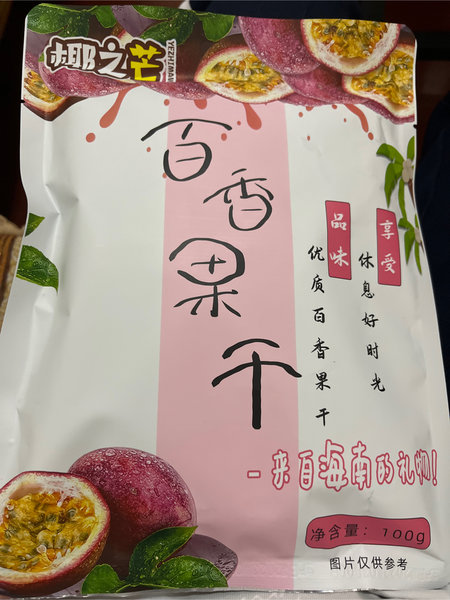 椰之芒
YEZHIMANG
百香果干
享受
休息好时光
品味
优质百香果干
-来自海南的礼物!
净含量：100g
图片仅供参考